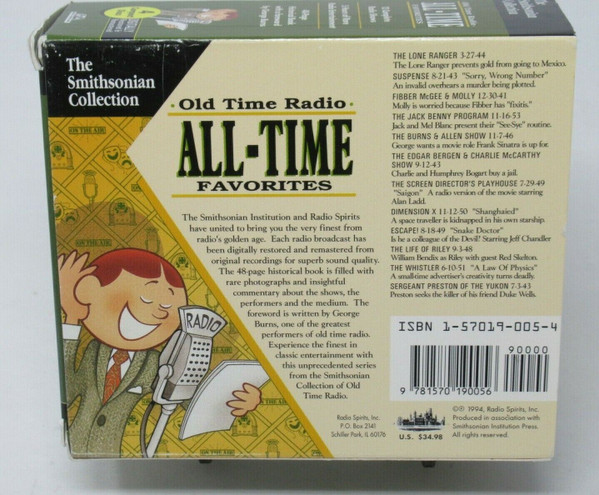 The
Smithsonian
Collection
· Old Time Radio ·
ALL-TIME
FAVORITES
The Smithsonian Institution and Radio Spirits
have united to bring you the very finest from
radio's golden age. Each radio broadcast has
been digitally restored and remastered from
original recordings for superb sound quality.
The 48-page historical book is filled with
rare photographs and insightful
commentary about the shows, the
performers and the medium. The
foreword is written by George
Burns, one of the greatest
performers of old time radio.
Experience the finest in
classic entertainment with
this unprecedented series
from the Smithsonian
Collection of Old
Time Radio.
ON THE AIR
RADIO
Radio Spirits, Inc.
P.O. Box 2141
Schiller Park, IL 60176
THE LONE RANGER 3-27-44
The Lone Ranger prevents gold from going to Mexico.
SUSPENSE 8-21-43 "Sorry, Wrong Number"
An invalid overhears a murder being plotted.
FIBBER McGEE & MOLLY 12-30-41
Molly is worried because Fibber has "fixitis."
THE JACK BENNY PROGRAM 11-16-53
Jack and Mel Blanc present their "Si-Sye" routine.
THE BURNS & ALLEN SHOW 11-7-46
George wants a movie role Frank Sinatra is up for.
THE EDGAR BERGEN & CHARLIE McCARTHY
SHOW 9-12-43
Charlie and Humphrey Bogart buy a jail.
THE SCREEN DIRECTOR'S PLAYHOUSE 7-29-49
"Saigon" A radio version of the movie starring
Alan Ladd.
DIMENSION X 11-12-50 "Shanghaied"
A space traveller is kidnapped in his own starship.
ESCAPE! 8-18-49 "Snake Doctor"
Is he a colleague of the Devil? Starring Jeff Chandler
THE LIFE OF RILEY 9-3-48
William Bendix as Riley with guest Red Skelton.
THE WHISTLER 6-10-51 "A Law Of Physics"
A small-time advertiser's creativity turns deadly.
SERGEANT PRESTON OF THE YUKON 7-3-43
Preston seeks the killer of his friend Duke Wells.
ISBN 1-57019-005-4
90000
9 781570 190056
U.S. $34.98
©℗ 1994, Radio Spirits, Inc.
Produced in association with
Smithsonian Institution Press.
All rights reserved.